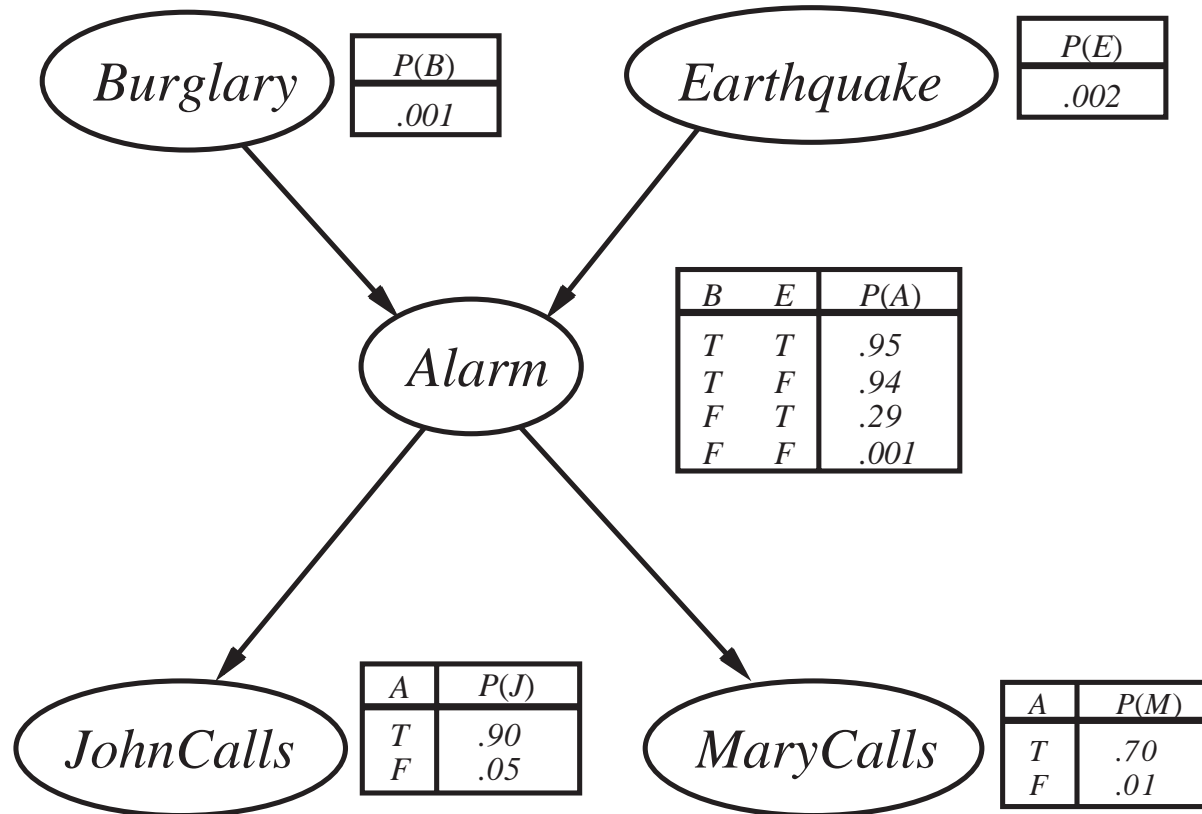 Burglary
P(B)
.001
Earthquake
P(E)
.002
B E P(A)
T T .95
T F .94
F T .29
F F .001
Alarm
JohnCalls
A P(J)
T .90
F .05
MaryCalls
A P(M)
T .70
F .01